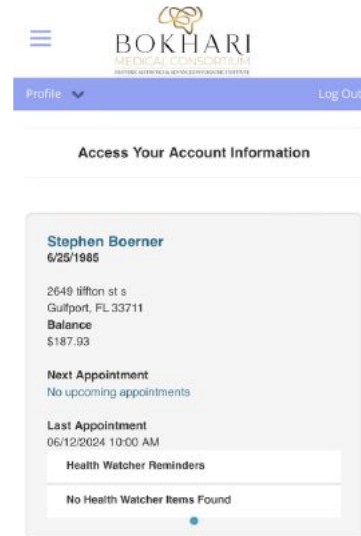 BOKHARI
MEDICAL CONSORTIUM
Profile
Log Out
Access Your Account Information
Stephen Boerner
6/25/1985
2649 tiffton st s
Gulfport, FL 33711
Balance
$187.93
Next Appointment
No upcoming appointments
Last Appointment
06/12/2024 10:00 AM
Health Watcher Reminders
No Health Watcher Items Found